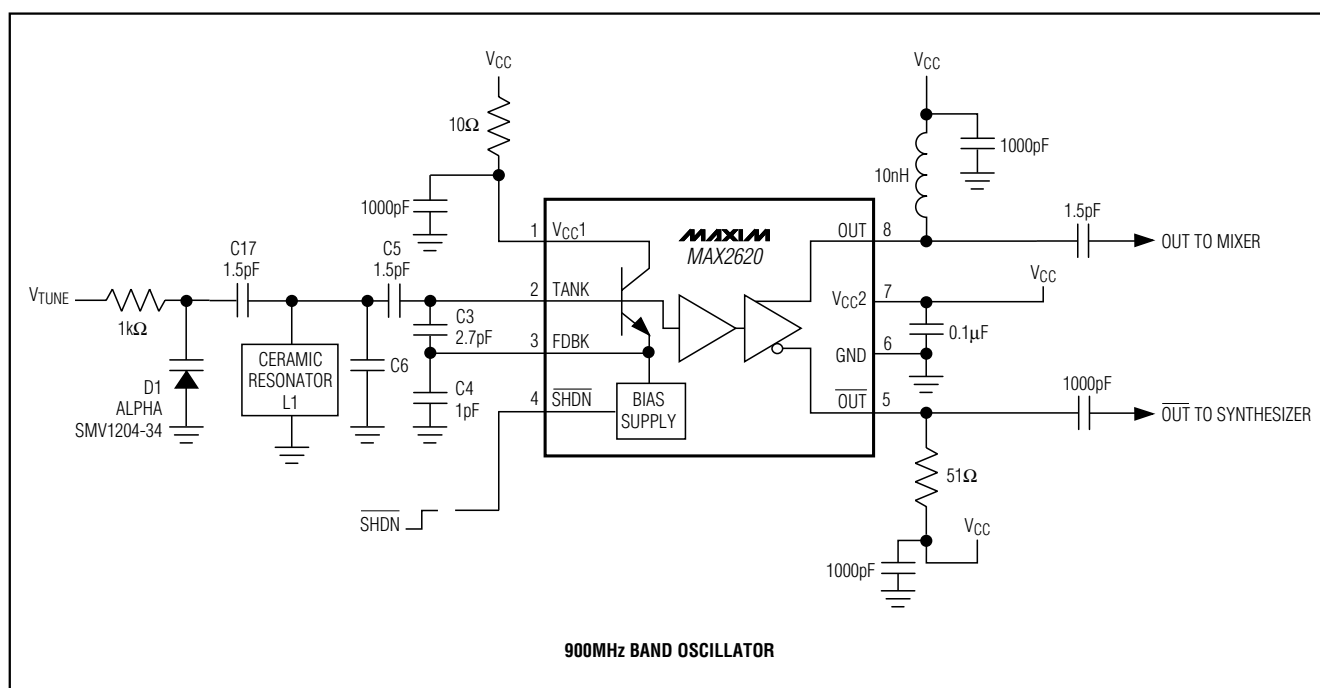 VCC
10Ω
1000pF
C17
1.5pF
C5
1.5pF
VTUNE
1kΩ
D1
ALPHA
SMV1204-34
CERAMIC
RESONATOR
L1
C6
C3
2.7pF
C4
1pF
SHDN
1 VCC1
2 TANK
3 FDBK
4 SHDN
MAXIM
MAX2620
BIAS
SUPPLY
OUT 8
VCC2 7
GND 6
OUT 5
VCC
1000pF
10nH
1.5pF
OUT TO MIXER
VCC
0.1µF
1000pF
OUT TO SYNTHESIZER
51Ω
VCC
1000pF
900MHz BAND OSCILLATOR